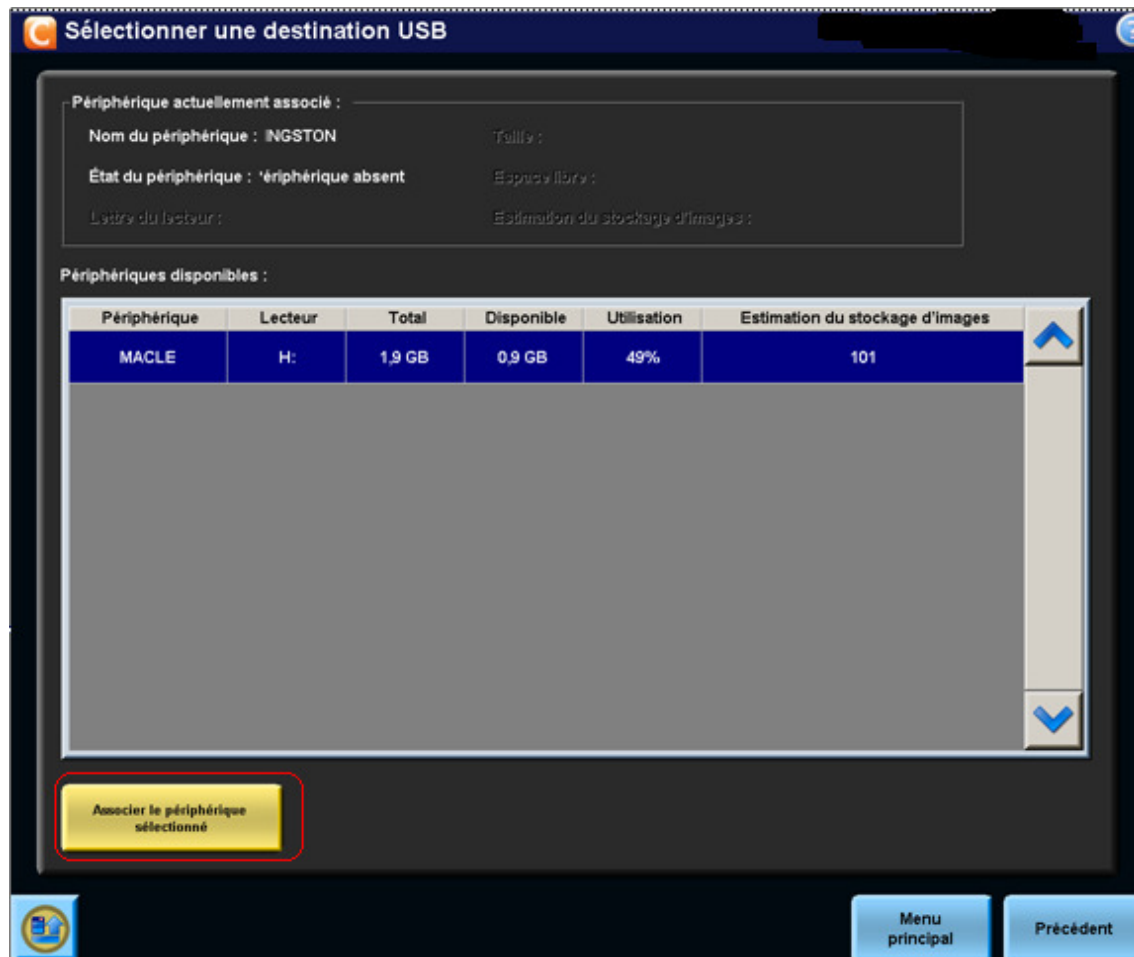 C Sélectionner une destination USB ?
Périphérique actuellement associé :
Nom du périphérique : INGSTON Taille :
État du périphérique : 'ériphérique absent Espace libre :
Lettre du lecteur : Estimation du stockage d'images :
Périphériques disponibles :
Périphérique Lecteur Total Disponible Utilisation Estimation du stockage d'images
MACLE H: 1,9 GB 0,9 GB 49% 101
Associer le périphérique
sélectionné
Menu
principal
Précédent